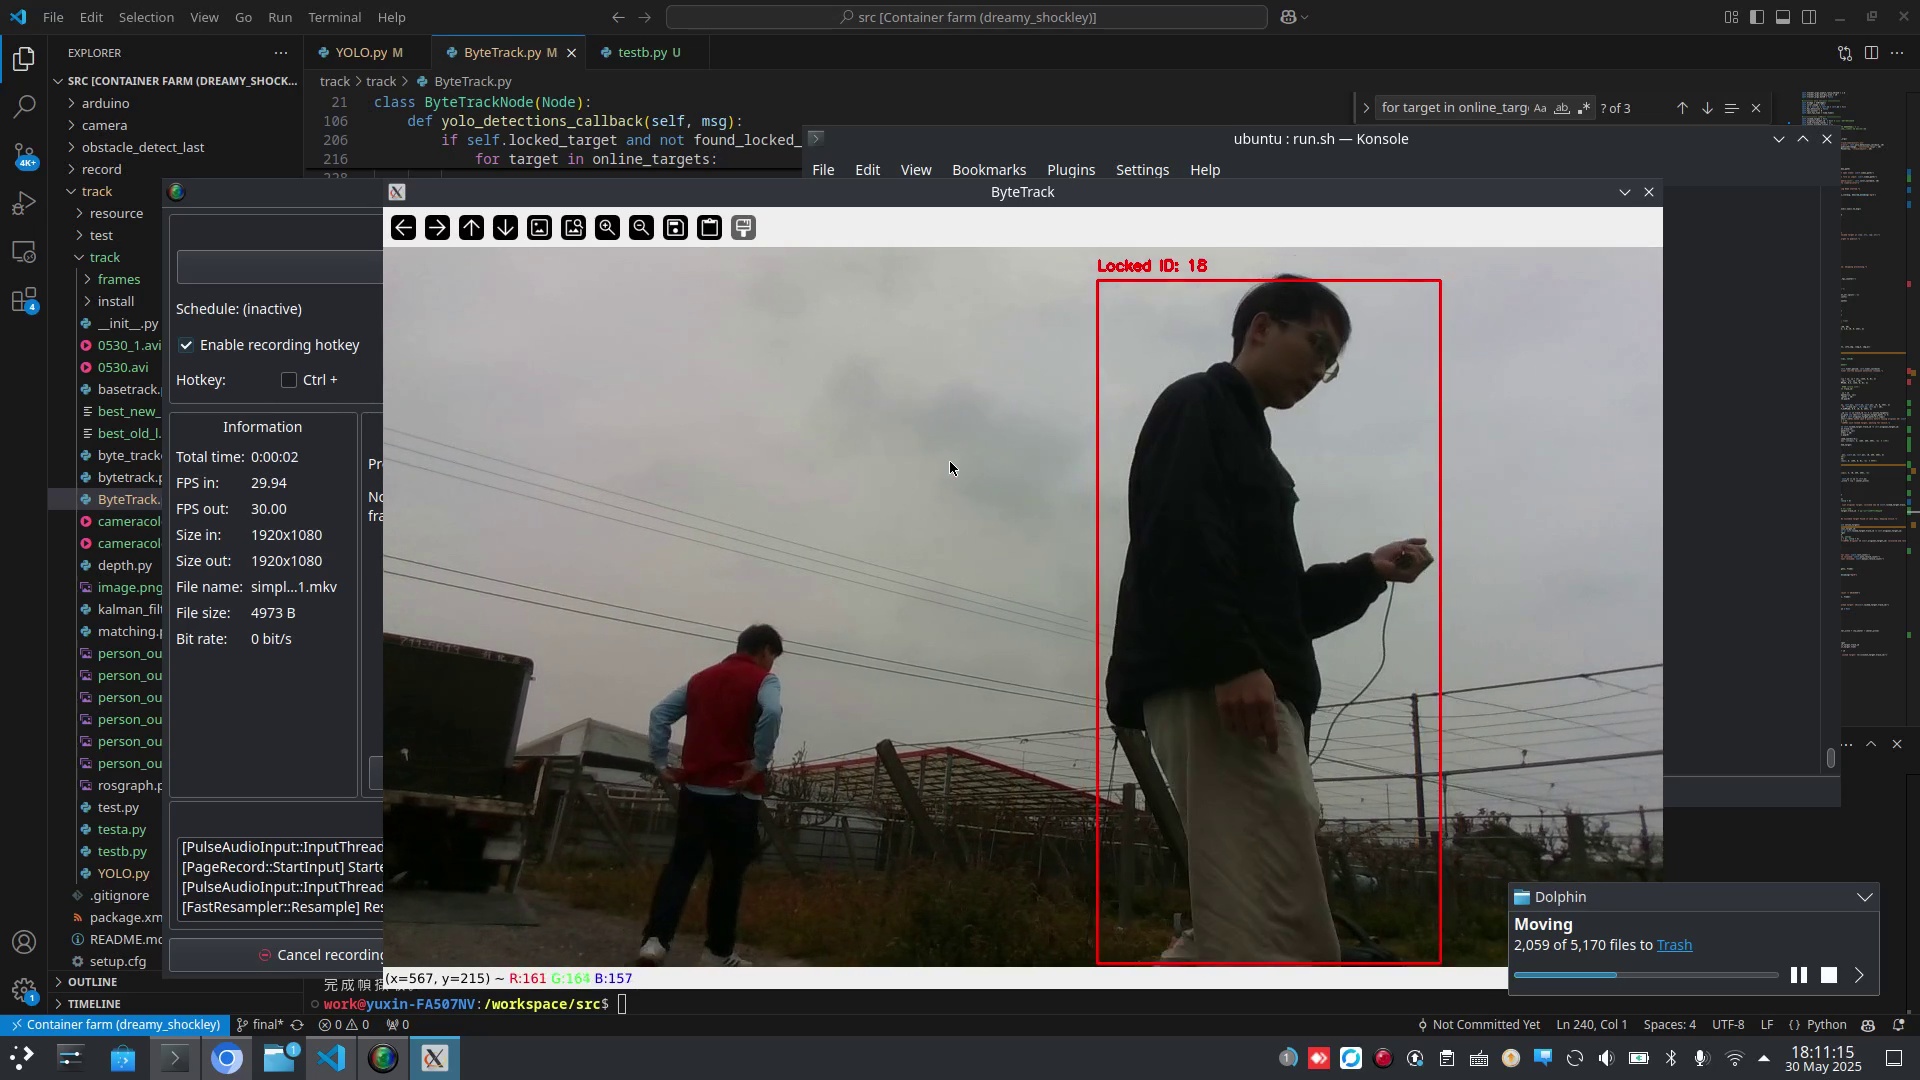 File Edit Selection View Go Run Terminal Help
src [Container farm (dreamy_shockley)]
EXPLORER
YOLO.py M
ByteTrack.py M
testb.py U
SRC [CONTAINER FARM (DREAMY_SHOCK...
track > track > ByteTrack.py
arduino
camera
obstacle_detect_last
record
track
resource
test
track
frames
install
__init__.py
0530_1.avi
0530.avi
basetrack.
best_new_
best_old_l.
byte_track
bytetrack.p
ByteTrack.
cameracol
cameracol
depth.py
image.png
kalman_fil
matching.p
person_ou
person_ou
person_ou
person_ou
person_ou
person_ou
rosgraph.p
test.py
testa.py
testb.py
YOLO.py
.gitignore
package.xm
README.md
setup.cfg
OUTLINE
TIMELINE
4K+
4
1
21 class ByteTrackNode(Node):
106 def yolo_detections_callback(self, msg):
206 if self.locked_target and not found_locked_
216 for target in online_targets:
for target in online_targ
Aa ab
? of 3
ubuntu : run.sh — Konsole
File Edit View Bookmarks Plugins Settings Help
ByteTrack
Locked ID: 18
Schedule: (inactive)
Enable recording hotkey
Hotkey: Ctrl +
Information
Total time: 0:00:02
FPS in: 29.94
FPS out: 30.00
Size in: 1920x1080
Size out: 1920x1080
File name: simpl...1.mkv
File size: 4973 B
Bit rate: 0 bit/s
Pr
No
fra
[PulseAudioInput::InputThread
[PageRecord::StartInput] Starte
[PulseAudioInput::InputThread
[FastResampler::Resample] Res
Cancel recording
(x=567, y=215) ~ R:161 G:164 B:157
work@yuxin-FA507NV:/workspace/src$
Dolphin
Moving
2,059 of 5,170 files to Trash
Container farm (dreamy_shockley) final* 0 0 0
Not Committed Yet Ln 240, Col 1 Spaces: 4 UTF-8 LF {} Python
1
1
18:11:15
30 May 2025